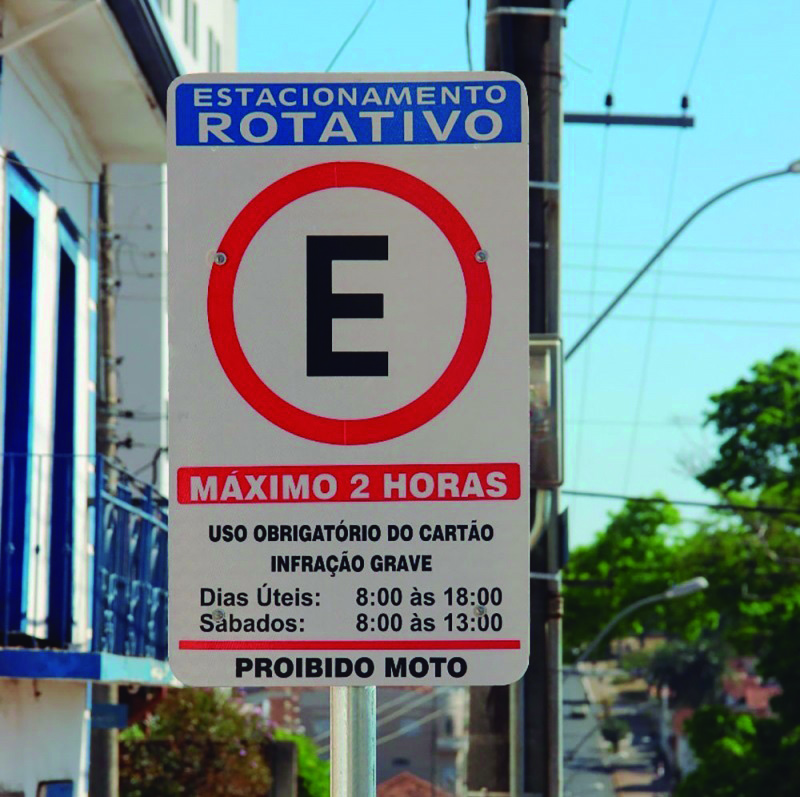 ESTACIONAMENTO
ROTATIVO
E
MÁXIMO 2 HORAS
USO OBRIGATÓRIO DO CARTÃO
INFRAÇÃO GRAVE
Dias Úteis: 8:00 às 18:00
Sábados: 8:00 às 13:00
PROIBIDO MOTO